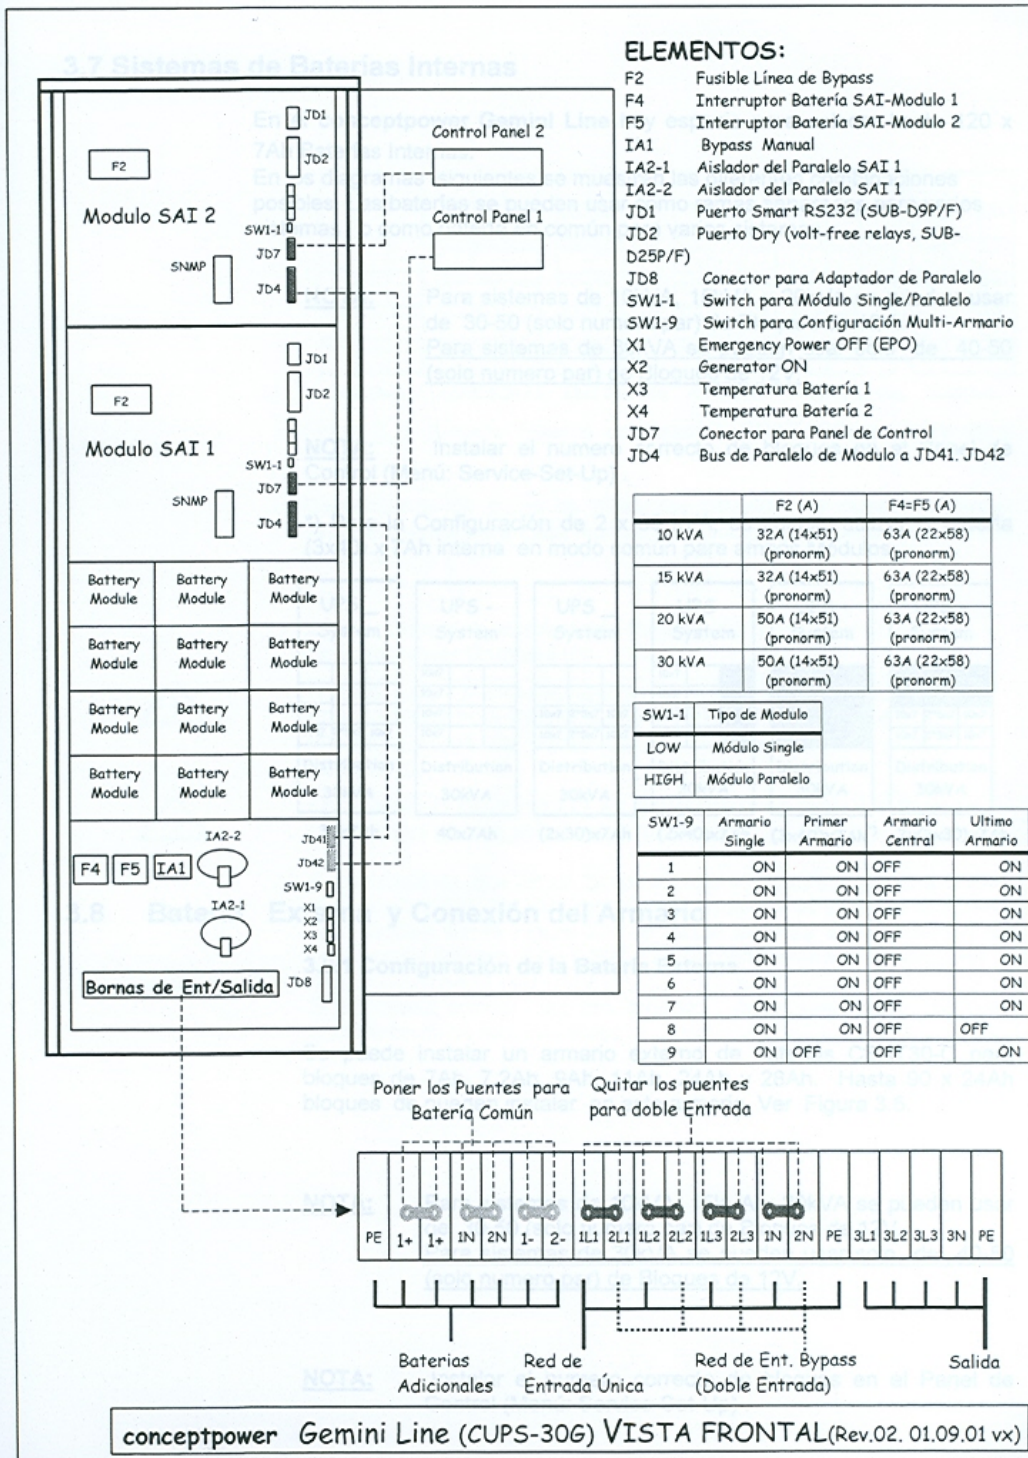 ELEMENTOS:
F2 Fusible Línea de Bypass
F4 Interruptor Batería SAI-Modulo 1
F5 Interruptor Batería SAI-Modulo 2
IA1 Bypass Manual
IA2-1 Aislador del Paralelo SAI 1
IA2-2 Aislador del Paralelo SAI 1
JD1 Puerto Smart RS232 (SUB-D9P/F)
JD2 Puerto Dry (volt-free relays, SUB-
D25P/F)
JD8 Conector para Adaptador de Paralelo
SW1-1 Switch para Módulo Single/Paralelo
SW1-9 Switch para Configuración Multi-Armario
X1 Emergency Power OFF (EPO)
X2 Generator ON
X3 Temperatura Batería 1
X4 Temperatura Batería 2
JD7 Conector para Panel de Control
JD4 Bus de Paralelo de Modulo a JD41. JD42
F2
Modulo SAI 2
SNMP
JD1
JD2
SW1-1
JD7
JD4
Control Panel 2
Control Panel 1
F2
Modulo SAI 1
SNMP
JD1
JD2
SW1-1
JD7
JD4
Battery Battery Battery
Module Module Module
Battery Battery Battery
Module Module Module
Battery Battery Battery
Module Module Module
Battery Battery Battery
Module Module Module
F4 F5 IA1
IA2-2
IA2-1
JD41
JD42
SW1-9
X1
X2
X3
X4
JD8
Bornas de Ent/Salida
F2 (A) F4=F5 (A)
10 kVA 32A (14x51) 63A (22x58)
(pronorm) (pronorm)
15 kVA 32A (14x51) 63A (22x58)
(pronorm) (pronorm)
20 kVA 50A (14x51) 63A (22x58)
(pronorm) (pronorm)
30 kVA 50A (14x51) 63A (22x58)
(pronorm) (pronorm)
SW1-1 Tipo de Modulo
LOW Módulo Single
HIGH Módulo Paralelo
SW1-9 Armario Primer Armario Ultimo
Single Armario Central Armario
1 ON ON OFF ON
2 ON ON OFF ON
3 ON ON OFF ON
4 ON ON OFF ON
5 ON ON OFF ON
6 ON ON OFF ON
7 ON ON OFF ON
8 ON ON OFF OFF
9 ON OFF OFF ON
Poner los Puentes para
Batería Común
Quitar los puentes
para doble Entrada
PE 1+ 1+ 1N 2N 1- 2- 1L1 2L1 1L2 2L2 1L3 2L3 1N 2N PE 3L1 3L2 3L3 3N PE
Baterias
Adicionales
Red de
Entrada Única
Red de Ent. Bypass
(Doble Entrada)
Salida
conceptpower Gemini Line (CUPS-30G) VISTA FRONTAL(Rev.02. 01.09.01 vx)
3.7 Sistemas de Baterías Internas
3.8 Batería Externa y Conexión del Armario